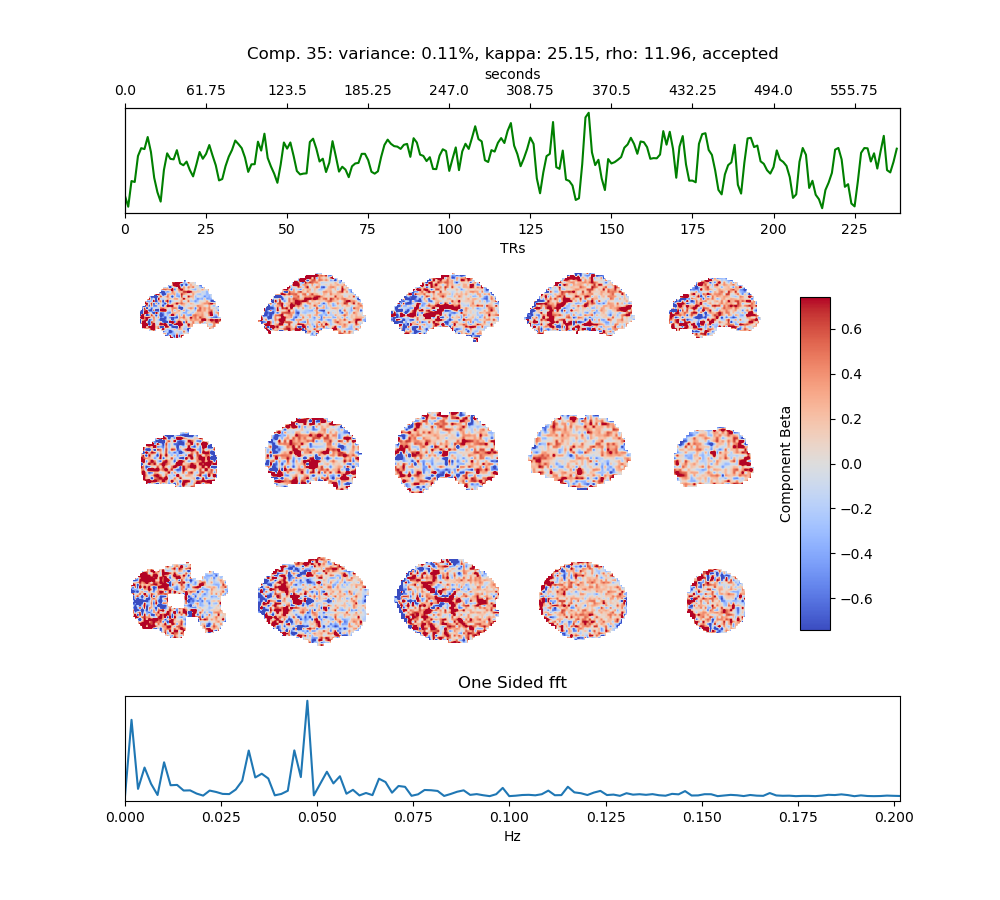 Comp. 35: variance: 0.11%, kappa: 25.15, rho: 11.96, accepted
seconds
0.0 61.75 123.5 185.25 247.0 308.75 370.5 432.25 494.0 555.75
0 25 50 75 100 125 150 175 200 225
TRs
0.6
0.4
0.2
0.0
−0.2
−0.4
−0.6
Component Beta
One Sided fft
0.000 0.025 0.050 0.075 0.100 0.125 0.150 0.175 0.200
Hz